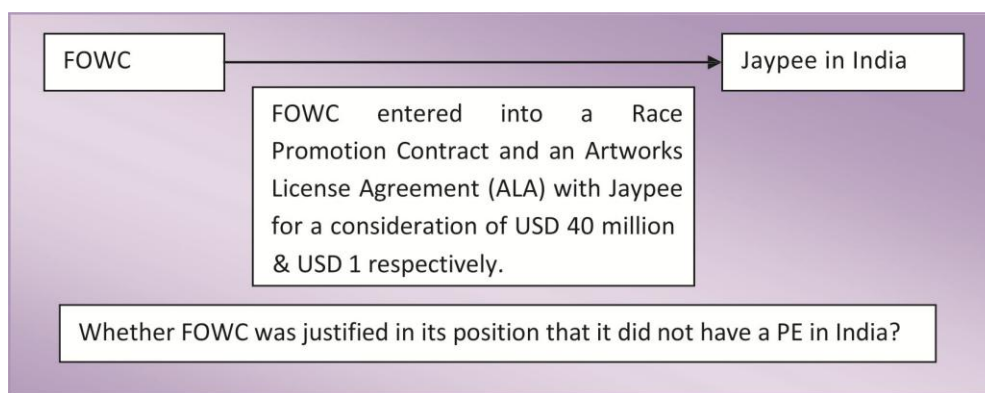 FOWC
Jaypee in India
FOWC entered into a Race
Promotion Contract and an Artworks
License Agreement (ALA) with Jaypee
for a consideration of USD 40 million
& USD 1 respectively.
Whether FOWC was justified in its position that it did not have a PE in India?